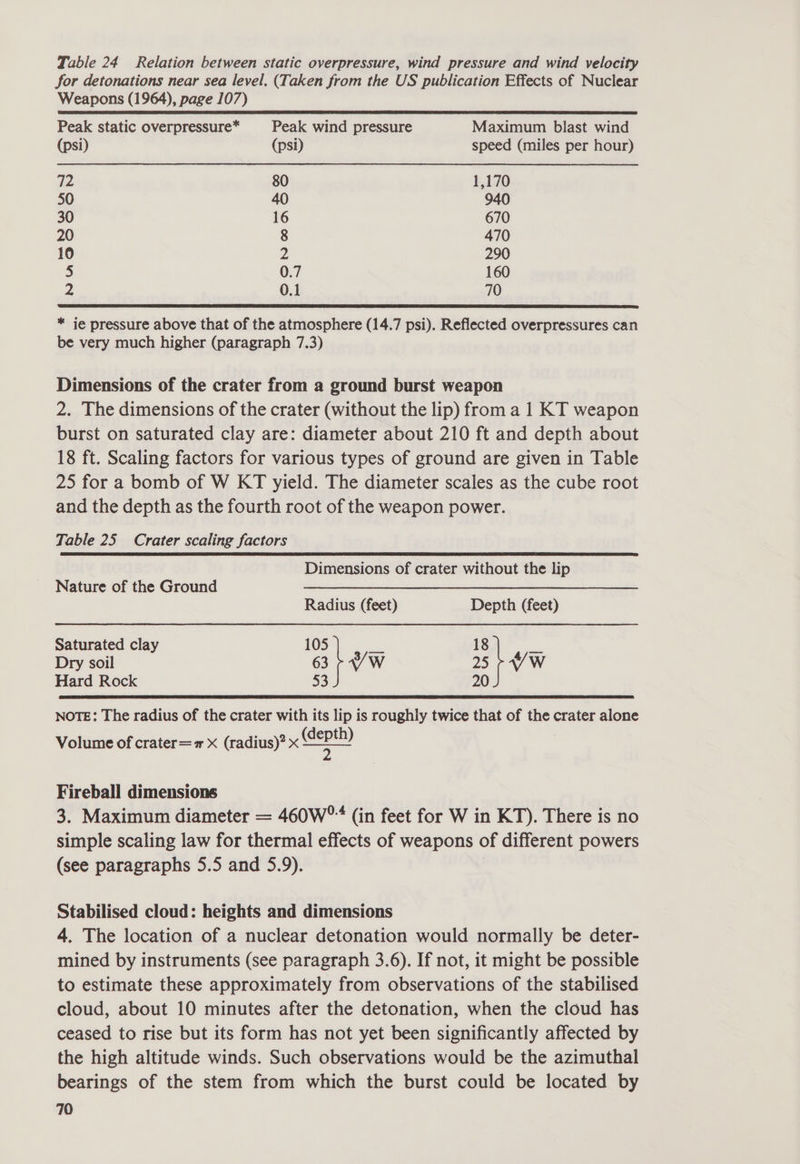 Table 24 Relation between static overpressure, wind pressure and wind velocity
for detonations near sea level. (Taken from the US publication Effects of Nuclear
Weapons (1964), page 107)
Peak static overpressure* Peak wind pressure Maximum blast wind
(psi) (psi) speed (miles per hour)
72 80 1,170
50 40 940
30 16 670
20 8 470
10 2 290
5 0.7 160
2 0.1 70
* ie pressure above that of the atmosphere (14.7 psi). Reflected overpressures can
be very much higher (paragraph 7.3)
Dimensions of the crater from a ground burst weapon
2. The dimensions of the crater (without the lip) from a 1 KT weapon
burst on saturated clay are: diameter about 210 ft and depth about
18 ft. Scaling factors for various types of ground are given in Table
25 for a bomb of W KT yield. The diameter scales as the cube root
and the depth as the fourth root of the weapon power.
Table 25 Crater scaling factors
Dimensions of crater without the lip
Nature of the Ground
Radius (feet) Depth (feet)
Saturated clay 105 18
Dry soil 63 } ∛W 25 } ∜W
Hard Rock 53 20
NOTE: The radius of the crater with its lip is roughly twice that of the crater alone
Volume of crater = π × (radius)² × (depth)/2
Fireball dimensions
3. Maximum diameter = 460W⁰·⁴ (in feet for W in KT). There is no
simple scaling law for thermal effects of weapons of different powers
(see paragraphs 5.5 and 5.9).
Stabilised cloud: heights and dimensions
4. The location of a nuclear detonation would normally be deter-
mined by instruments (see paragraph 3.6). If not, it might be possible
to estimate these approximately from observations of the stabilised
cloud, about 10 minutes after the detonation, when the cloud has
ceased to rise but its form has not yet been significantly affected by
the high altitude winds. Such observations would be the azimuthal
bearings of the stem from which the burst could be located by
70